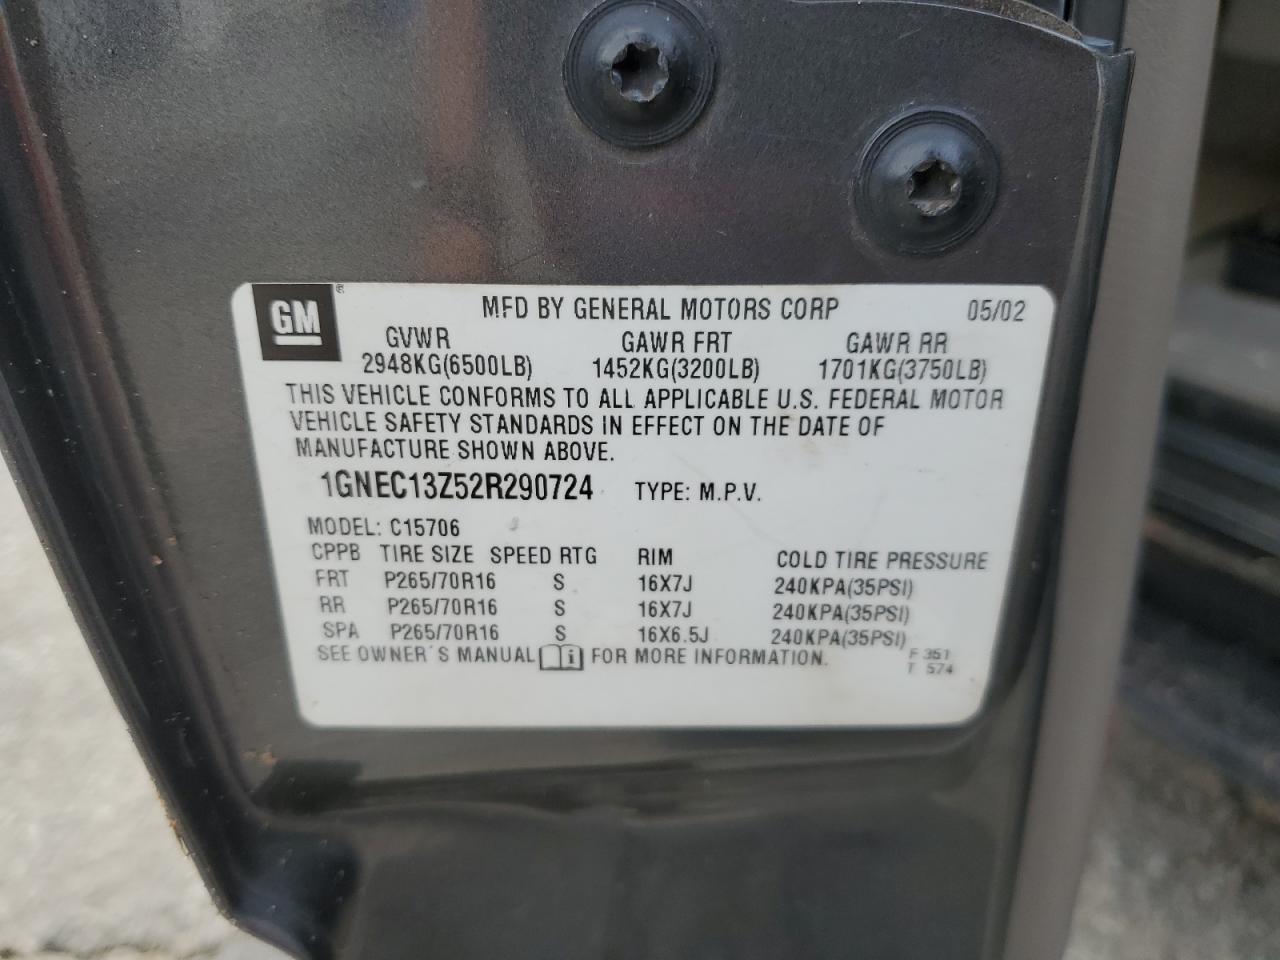 GM ® MFD BY GENERAL MOTORS CORP 05/02
GVWR GAWR FRT GAWR RR
2948KG(6500LB) 1452KG(3200LB) 1701KG(3750LB)
THIS VEHICLE CONFORMS TO ALL APPLICABLE U.S. FEDERAL MOTOR
VEHICLE SAFETY STANDARDS IN EFFECT ON THE DATE OF
MANUFACTURE SHOWN ABOVE.
1GNEC13Z52R290724 TYPE: M.P.V.
MODEL: C15706
CPPB TIRE SIZE SPEED RTG RIM COLD TIRE PRESSURE
FRT P265/70R16 S 16X7J 240KPA(35PSI)
RR P265/70R16 S 16X7J 240KPA(35PSI)
SPA P265/70R16 S 16X6.5J 240KPA(35PSI)
SEE OWNER'S MANUAL i FOR MORE INFORMATION. F 351
T 574